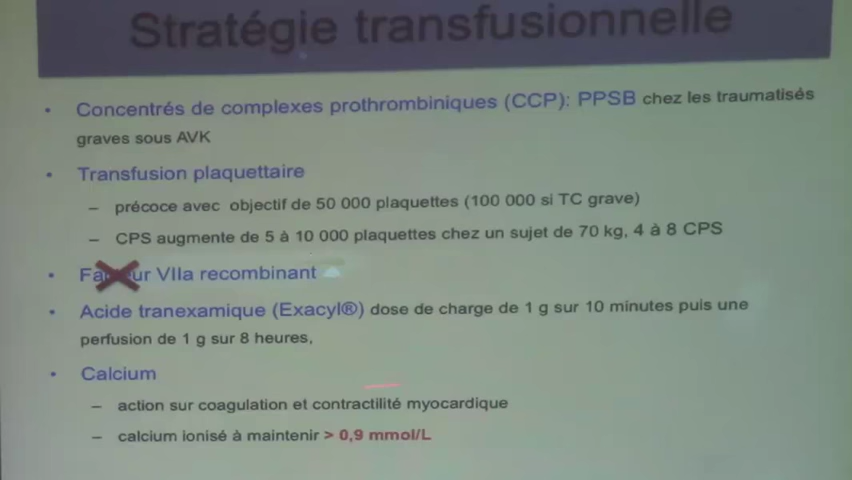 Stratégie transfusionnelle
• Concentrés de complexes prothrombiniques (CCP): PPSB chez les traumatisés
graves sous AVK
• Transfusion plaquettaire
– précoce avec objectif de 50 000 plaquettes (100 000 si TC grave)
– CPS augmente de 5 à 10 000 plaquettes chez un sujet de 70 kg, 4 à 8 CPS
• Facteur VIIa recombinant
• Acide tranexamique (Exacyl®) dose de charge de 1 g sur 10 minutes puis une
perfusion de 1 g sur 8 heures,
• Calcium
– action sur coagulation et contractilité myocardique
– calcium ionisé à maintenir > 0,9 mmol/L